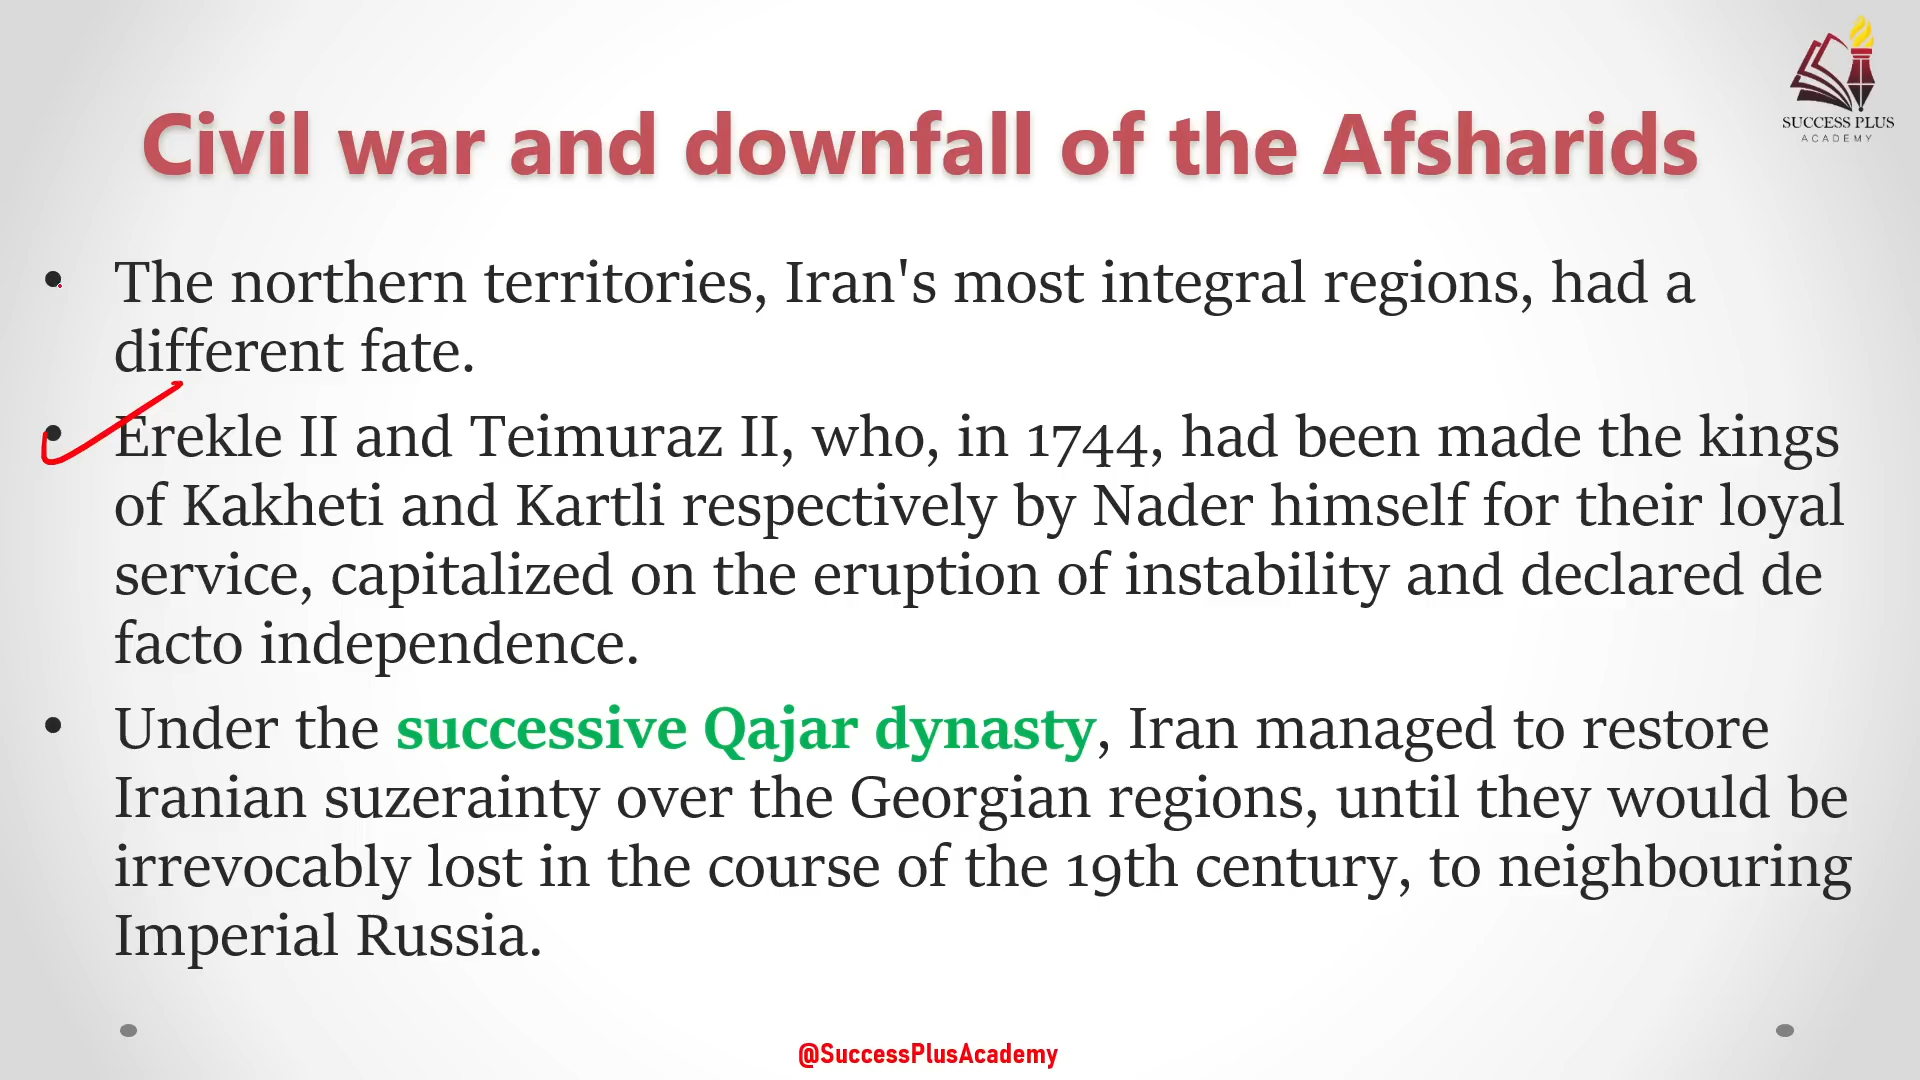 SUCCESS PLUS
ACADEMY
Civil war and downfall of the Afsharids
• The northern territories, Iran's most integral regions, had a
different fate.
• Erekle II and Teimuraz II, who, in 1744, had been made the kings
of Kakheti and Kartli respectively by Nader himself for their loyal
service, capitalized on the eruption of instability and declared de
facto independence.
• Under the successive Qajar dynasty, Iran managed to restore
Iranian suzerainty over the Georgian regions, until they would be
irrevocably lost in the course of the 19th century, to neighbouring
Imperial Russia.
@SuccessPlusAcademy